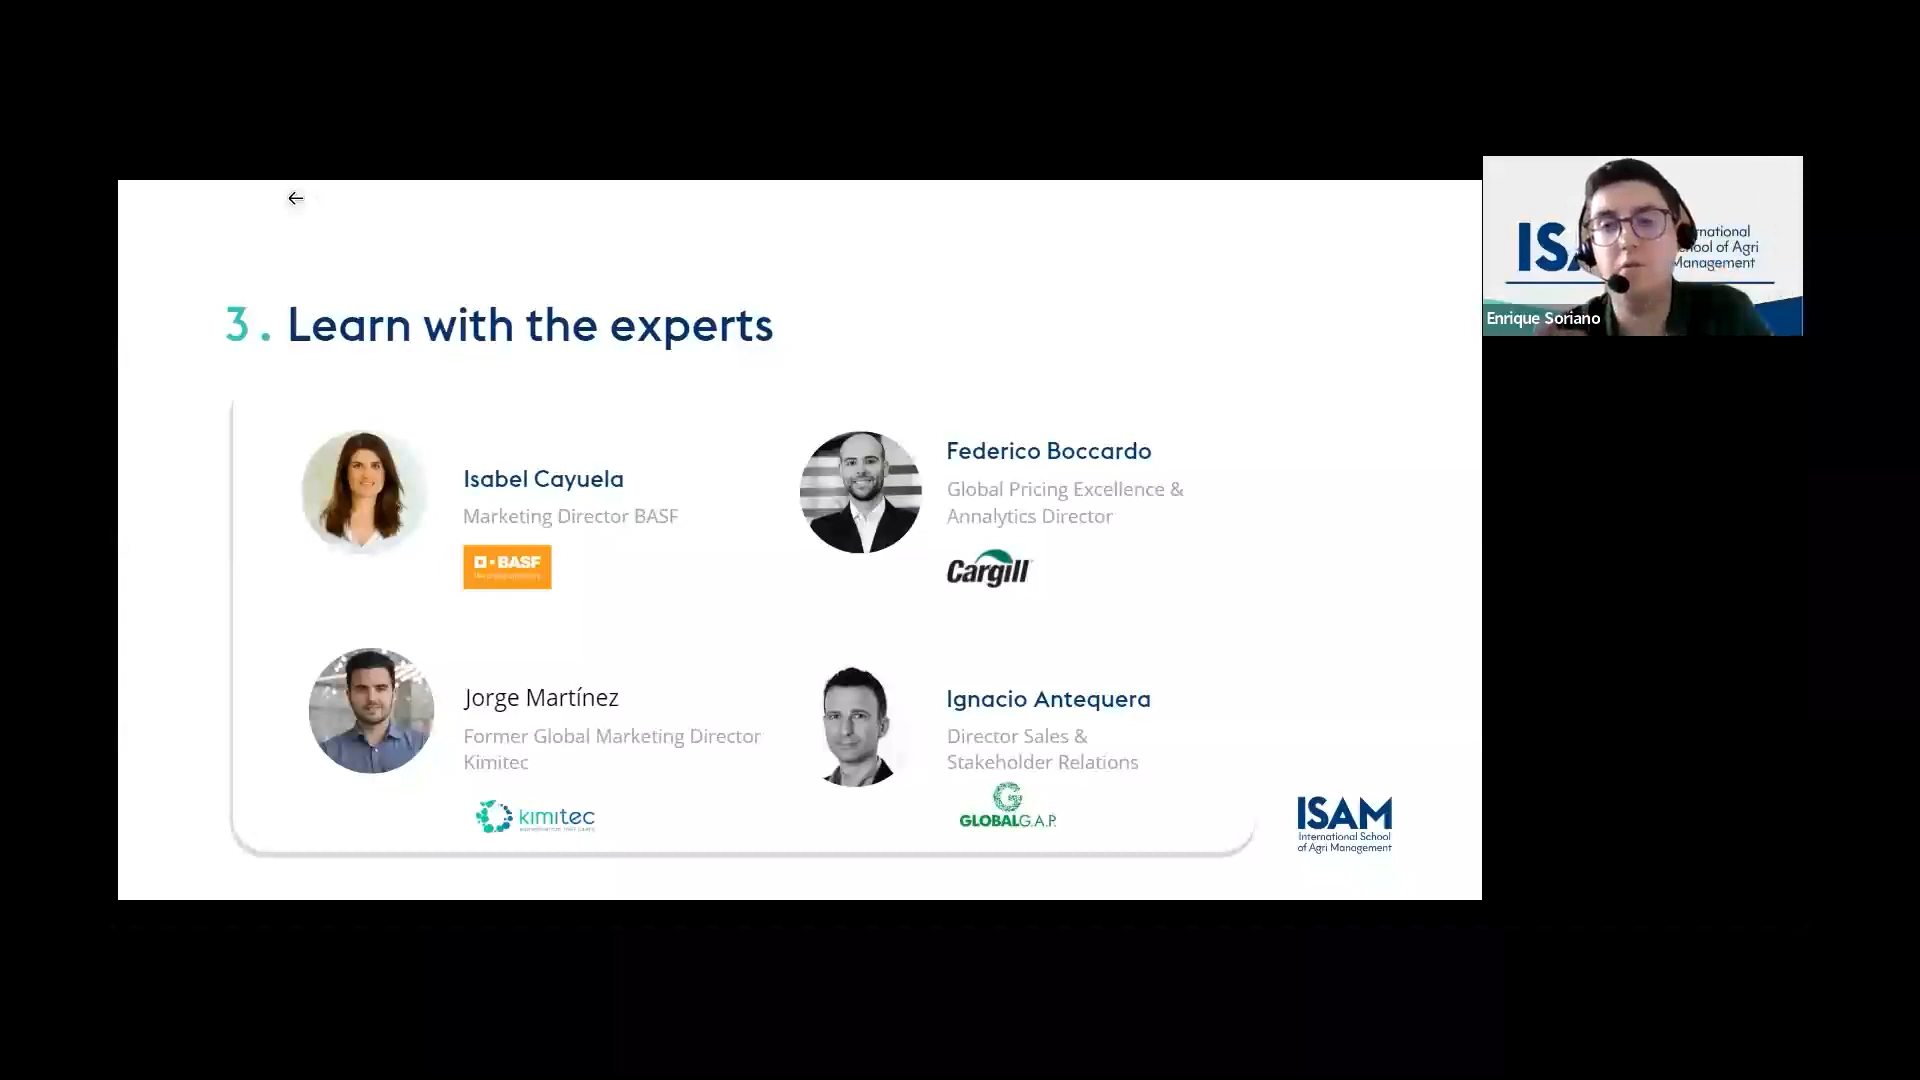 3. Learn with the experts
Isabel Cayuela
Marketing Director BASF
BASF
Federico Boccardo
Global Pricing Excellence &
Annalytics Director
Cargill
Jorge Martínez
Former Global Marketing Director
Kimitec
kimitec
Ignacio Antequera
Director Sales &
Stakeholder Relations
GLOBALG.A.P.
ISAM
International School
of Agri Management
Management
Enrique Soriano